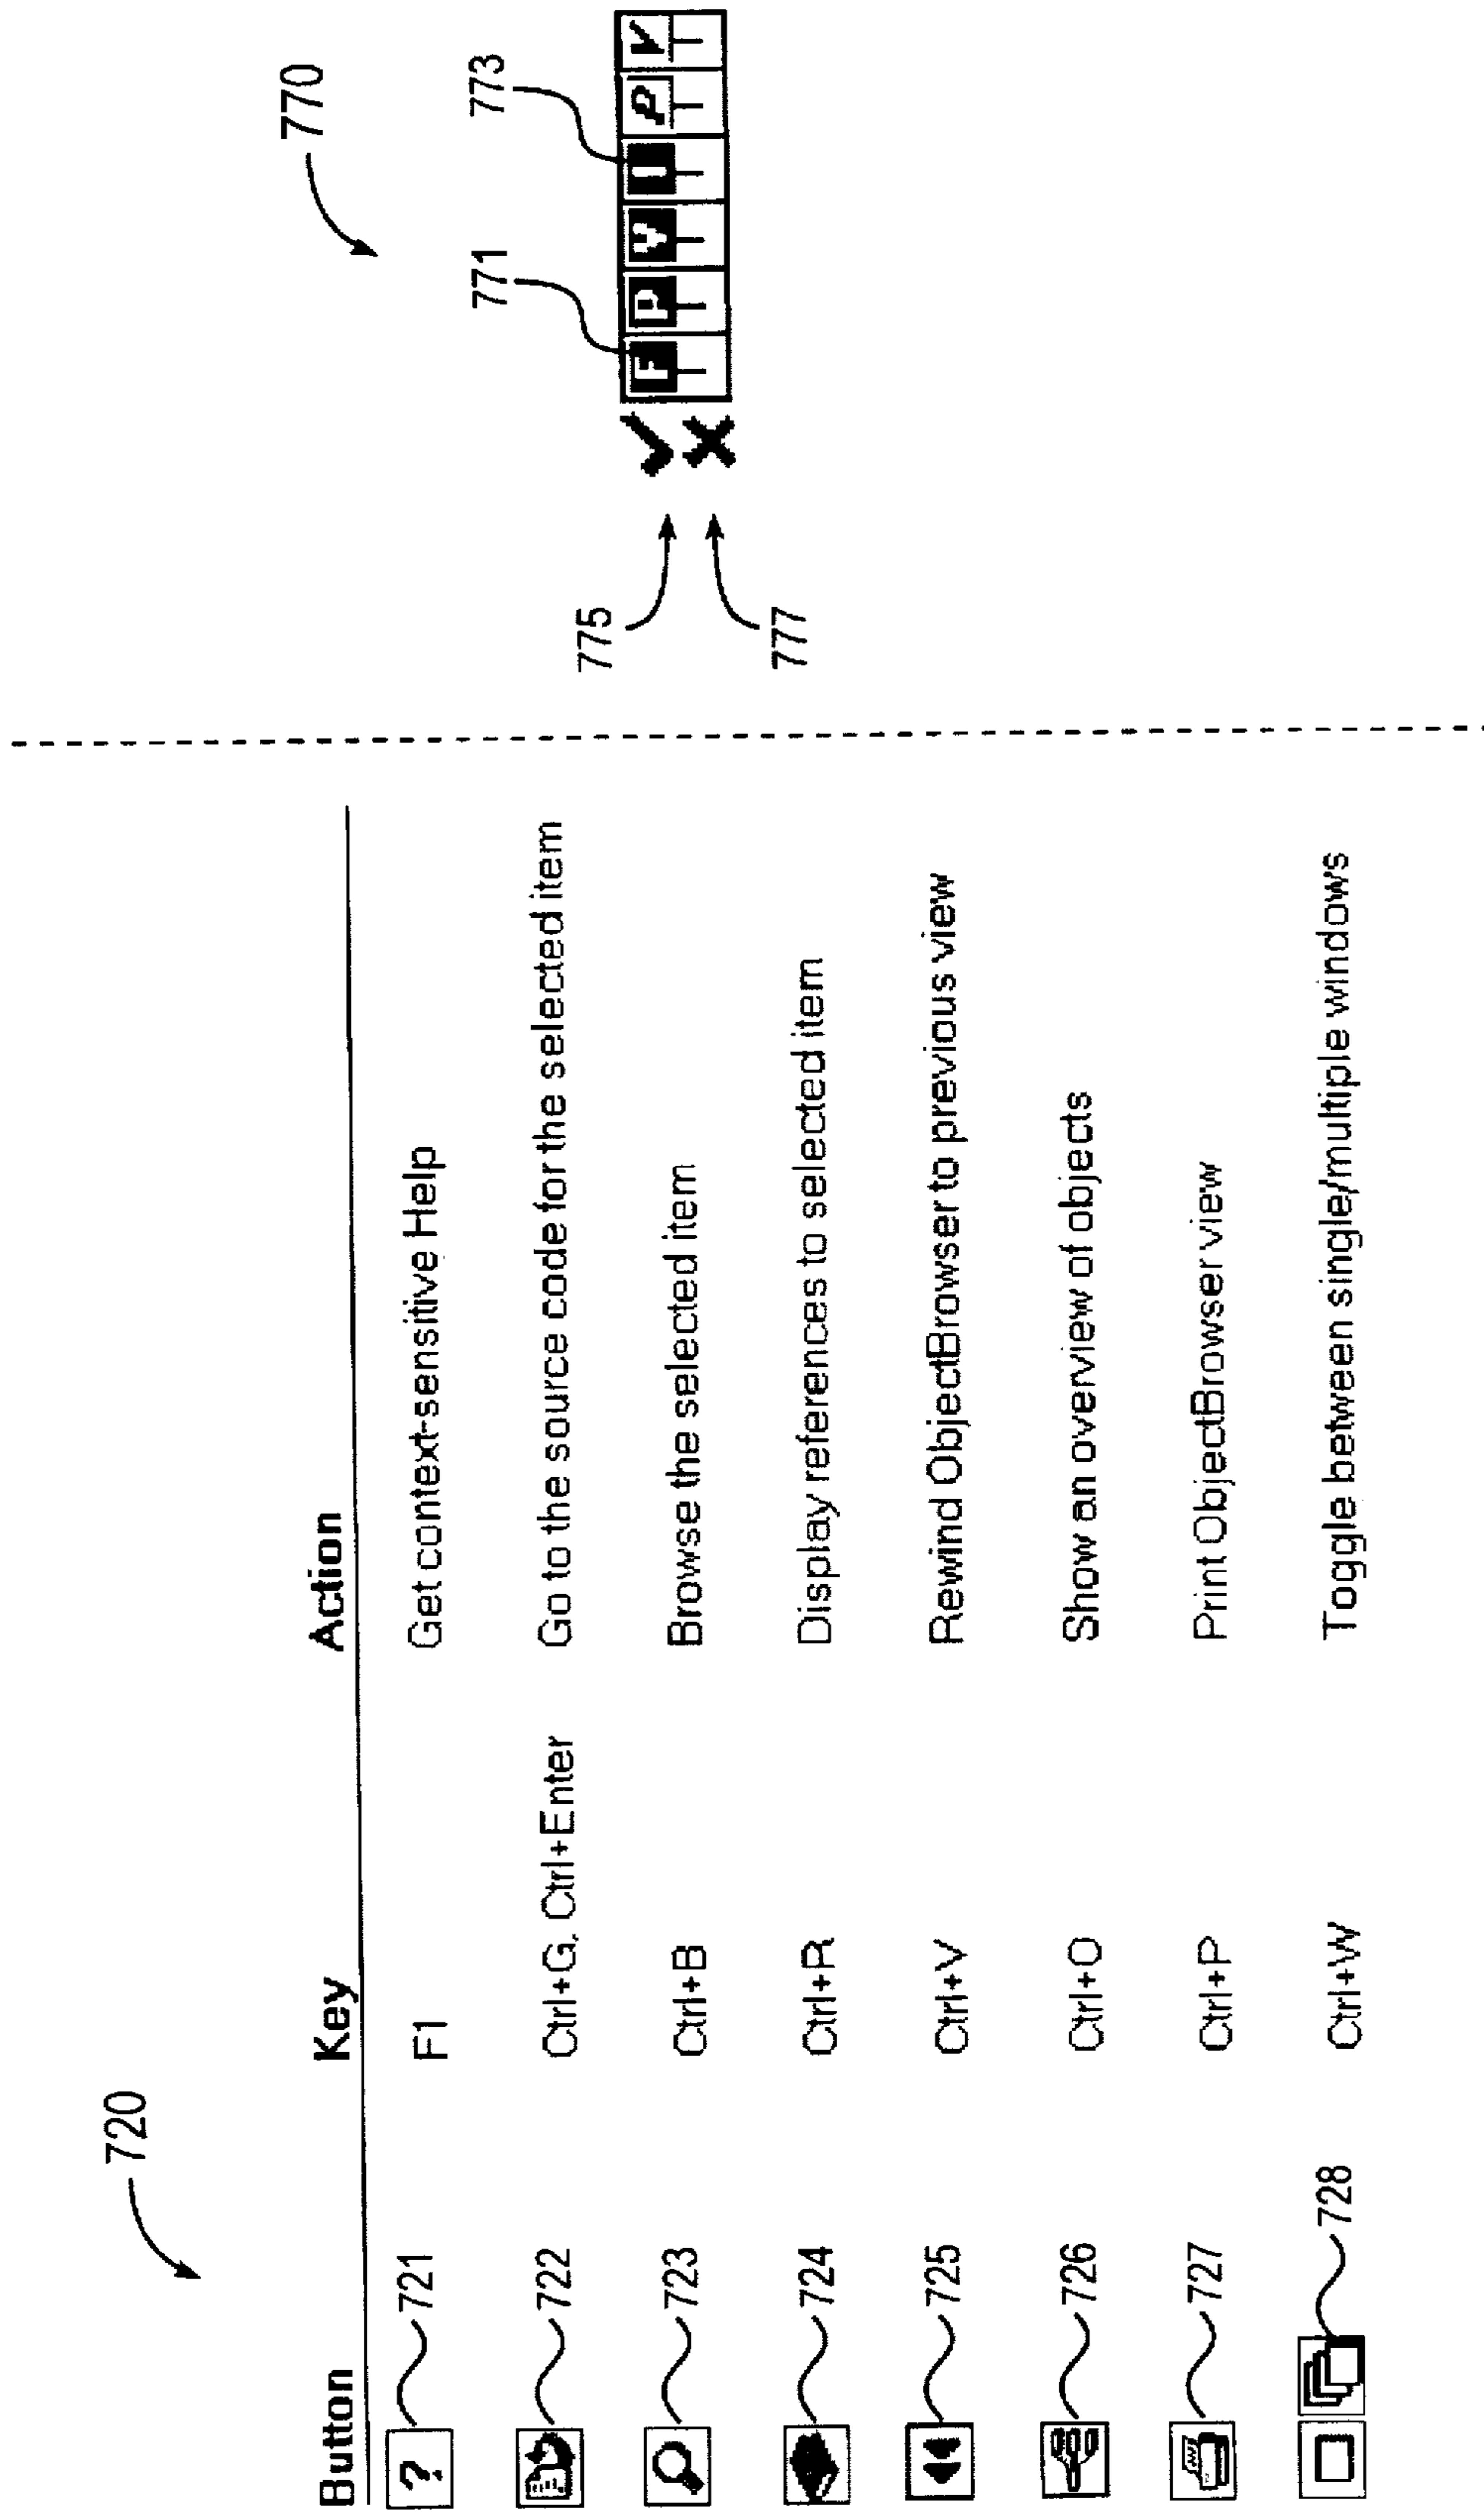 720
Button Key Action
? 721 F1 Get context-sensitive Help
722 Ctrl+G, Ctrl+Enter Go to the source code for the selected item
723 Ctrl+B Browse the selected item
724 Ctrl+R Display references to selected item
725 Ctrl+V Rewind ObjectBrowser to previous view
726 Ctrl+O Show an overview of objects
727 Ctrl+P Print ObjectBrowser view
728 Ctrl+W Toggle between single/multiple windows
770
771 773
775
F P V I ? V
777